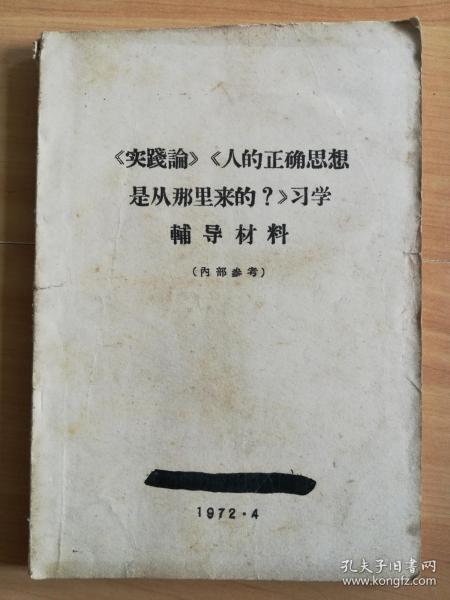 《实踐論》《人的正确思想
是从那里来的？》习学
輔导材料
(內部参考)
1972·4
孔夫子旧书网
www.kongfz.com